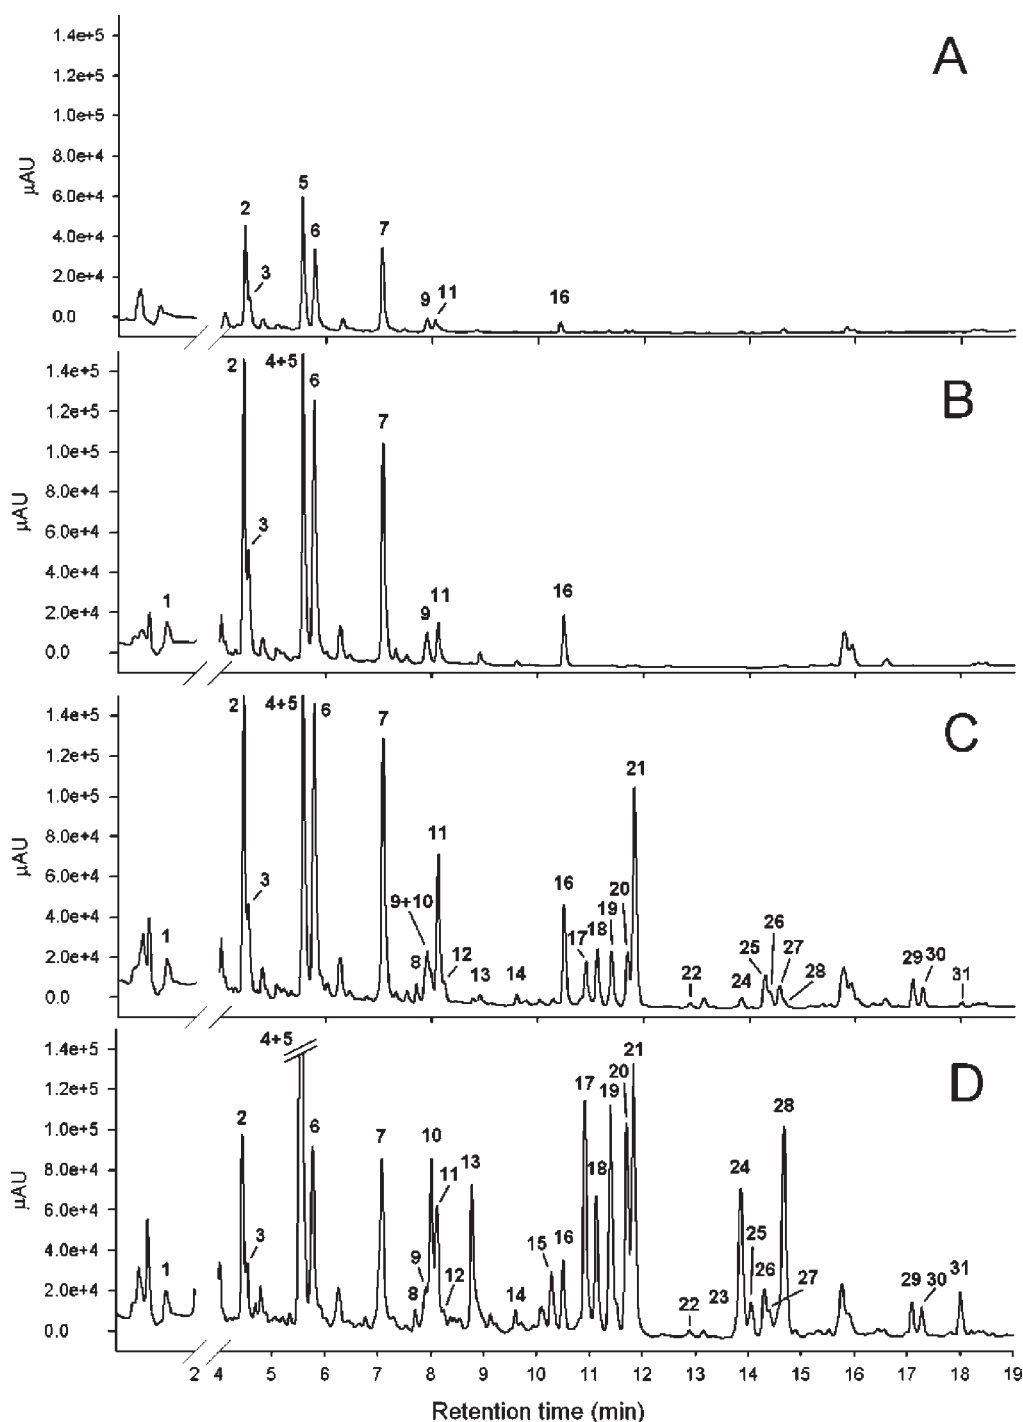 A
1.4e+5
1.2e+5
1.0e+5
8.0e+4
6.0e+4
4.0e+4
2.0e+4
0.0
µAU
2
3
5
6
7
9
11
16
B
1.4e+5
1.2e+5
1.0e+5
8.0e+4
6.0e+4
4.0e+4
2.0e+4
0.0
µAU
1
2
3
4+5
6
7
9
11
16
C
1.4e+5
1.2e+5
1.0e+5
8.0e+4
6.0e+4
4.0e+4
2.0e+4
0.0
µAU
1
2
3
4+5
6
7
8
9+10
11
12
13
14
16
17
18
19
20
21
22
24
25
26
27
28
29
30
31
D
1.4e+5
1.2e+5
1.0e+5
8.0e+4
6.0e+4
4.0e+4
2.0e+4
0.0
µAU
1
2
3
4+5
6
7
8
9
10
11
12
13
14
15
16
17
18
19
20
21
22
23
24
25
26
27
28
29
30
31
2 4 5 6 7 8 9 10 11 12 13 14 15 16 17 18 19
Retention time (min)